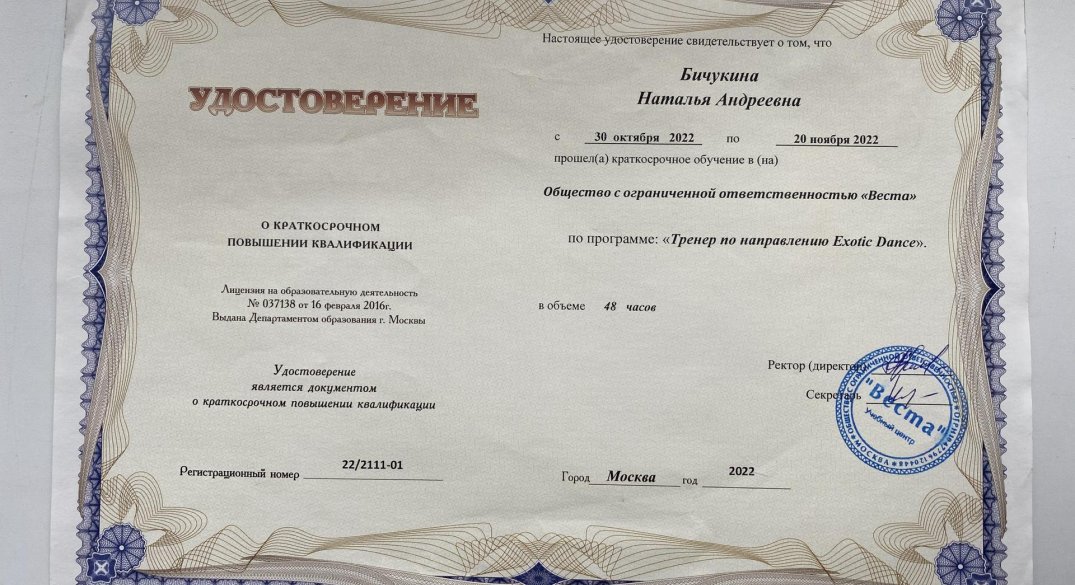 УДОСТОВЕРЕНИЕ
О КРАТКОСРОЧНОМ
ПОВЫШЕНИИ КВАЛИФИКАЦИИ
Лицензия на образовательную деятельность
№ 037138 от 16 февраля 2016г.
Выдана Департаментом образования г. Москвы
Удостоверение
является документом
о краткосрочном повышении квалификации
Регистрационный номер 22/2111-01
Настоящее удостоверение свидетельствует о том, что
Бичукина
Наталья Андреевна
с 30 октября 2022 по 20 ноября 2022
прошел(а) краткосрочное обучение в (на)
Общество с ограниченной ответственностью «Веста»
по программе: «Тренер по направлению Exotic Dance».
в объеме 48 часов
Ректор (директор)
Секретарь
"Веста"
Учебный центр
МОСКВА
Город Москва год 2022